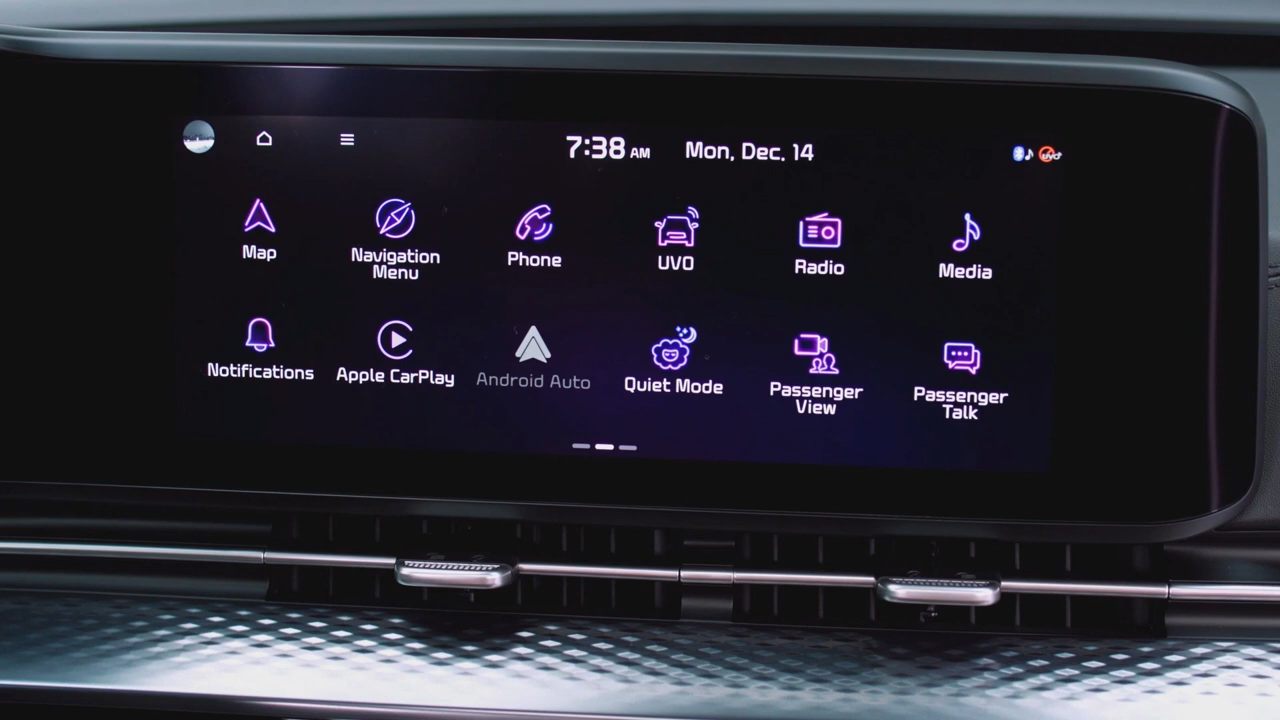 7:38 AM Mon, Dec. 14
UVO
Map
Navigation
Menu
Phone
UVO
Radio
Media
Notifications
Apple CarPlay
Android Auto
Quiet Mode
Passenger
View
Passenger
Talk